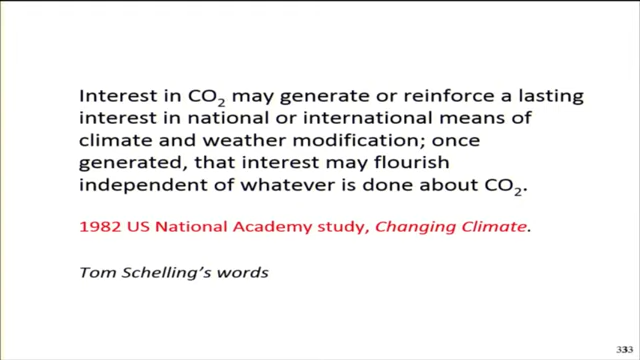 Interest in CO₂ may generate or reinforce a lasting
interest in national or international means of
climate and weather modification; once
generated, that interest may flourish
independent of whatever is done about CO₂.
1982 US National Academy study, Changing Climate.
Tom Schelling's words